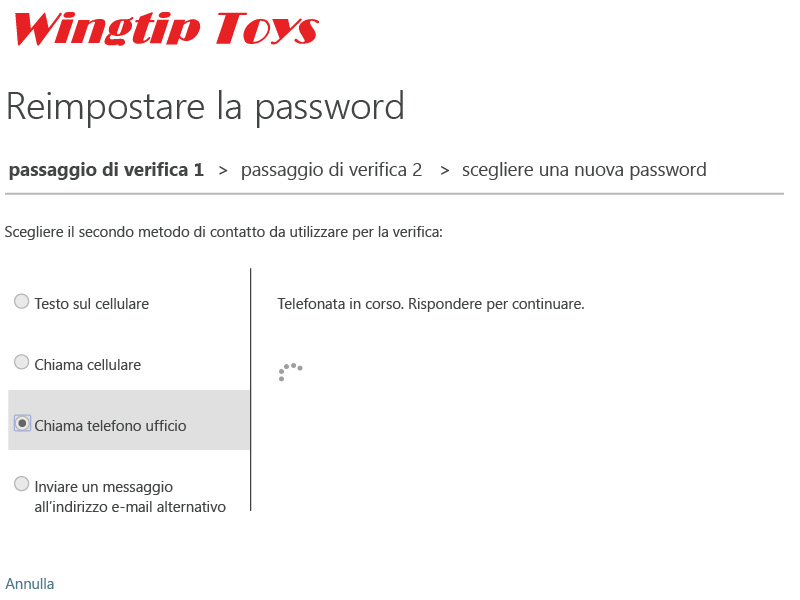 Wingtip Toys
Reimpostare la password
passaggio di verifica 1 > passaggio di verifica 2 > scegliere una nuova password
Scegliere il secondo metodo di contatto da utilizzare per la verifica:
Testo sul cellulare
Chiama cellulare
Chiama telefono ufficio
Inviare un messaggio
all'indirizzo e-mail alternativo
Telefonata in corso. Rispondere per continuare.
Annulla